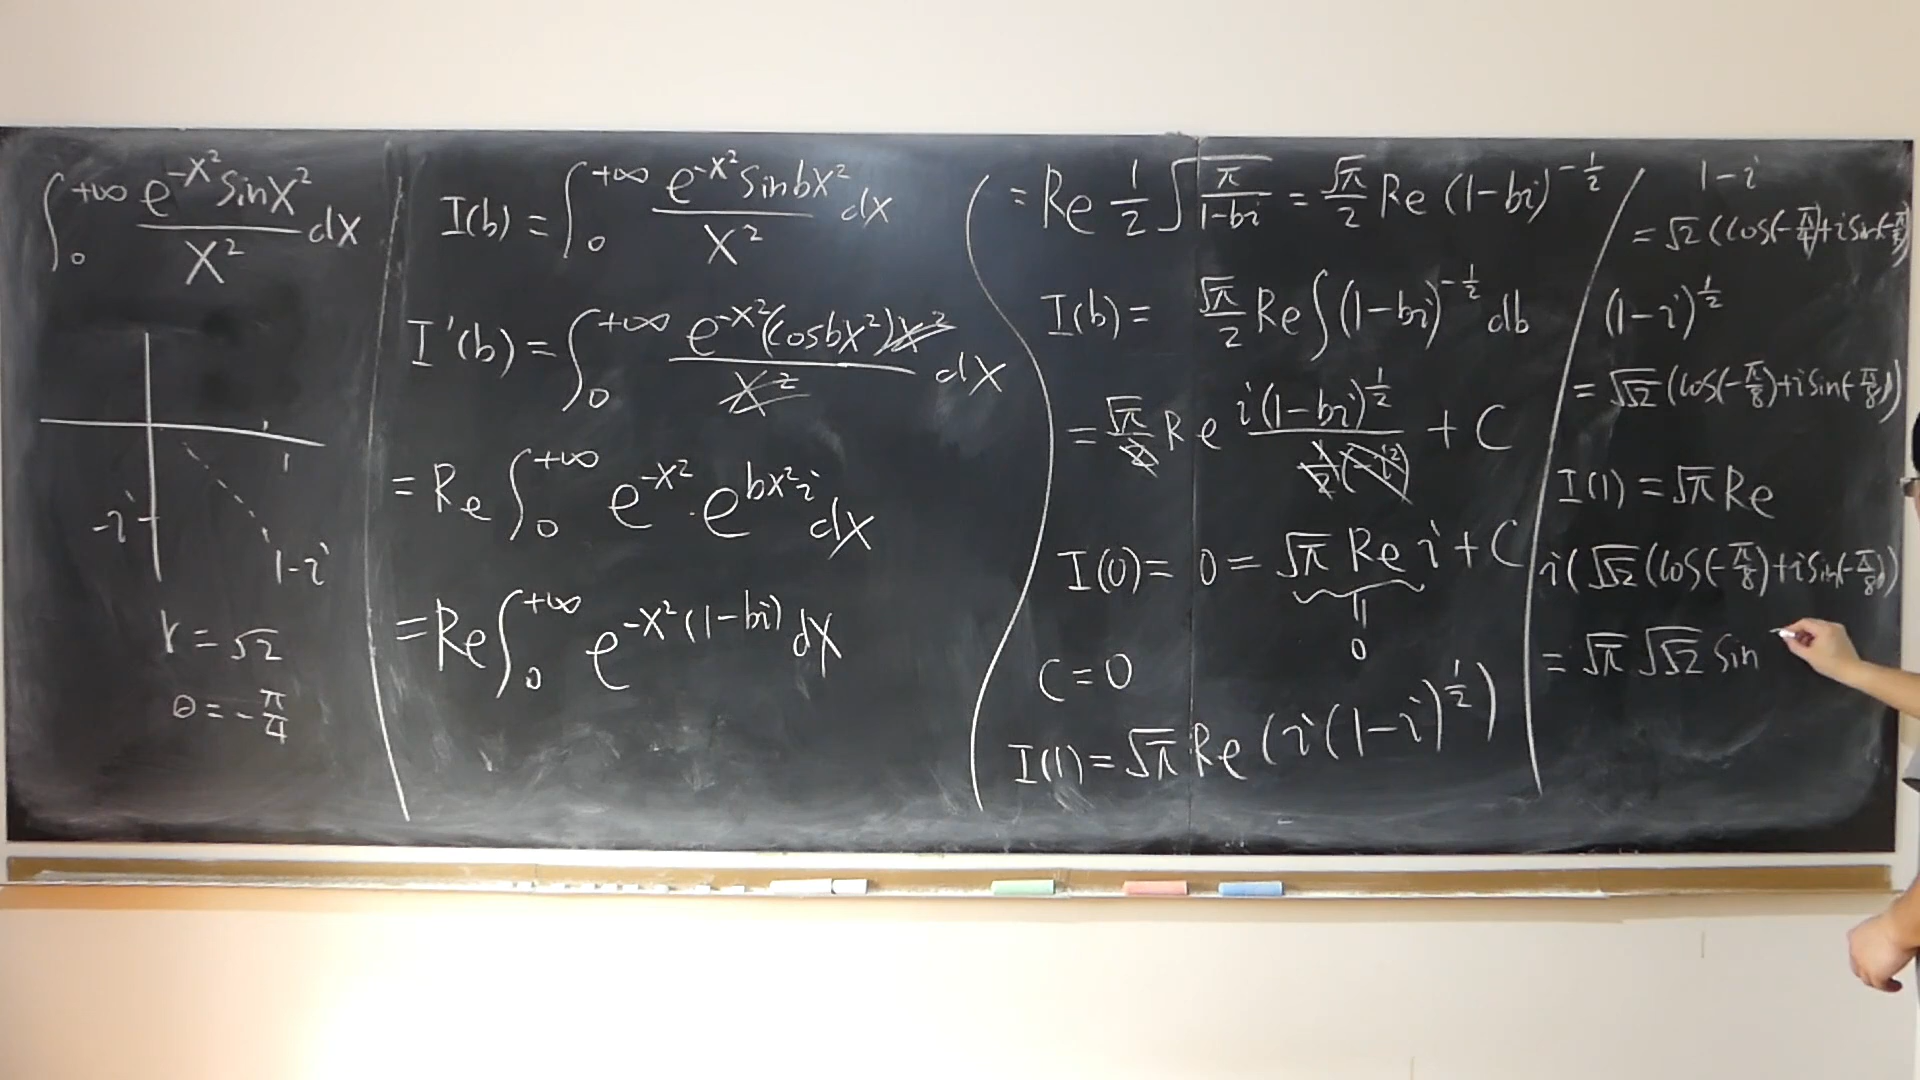 ∫₀^{+∞} e^{-x²} sin x² / x² dx
1
-i
1-i
r = √2
θ = -π/4
I(b) = ∫₀^{+∞} e^{-x²} sin bx² / x² dx
I'(b) = ∫₀^{+∞} e^{-x²}(cos bx²)x² / x² dx
= Re ∫₀^{+∞} e^{-x²} · e^{bx²i} dx
= Re ∫₀^{+∞} e^{-x²(1-bi)} dx
= Re 1/2 √(π/(1-bi)) = √π/2 Re (1-bi)^{-1/2}
I(b) = √π/2 Re ∫ (1-bi)^{-1/2} db
= √π/2 Re i(1-bi)^{1/2} / (1/2 (-i²)) + C
I(0) = 0 = √π Re i + C
0
C = 0
I(1) = √π Re (i(1-i)^{1/2})
1-i
= √2 (cos(-π/4) + i sin(-π/4))
(1-i)^{1/2}
= √√2 (cos(-π/8) + i sin(-π/8))
I(1) = √π Re
i(√√2 (cos(-π/8) + i sin(-π/8))
= √π √√2 sin